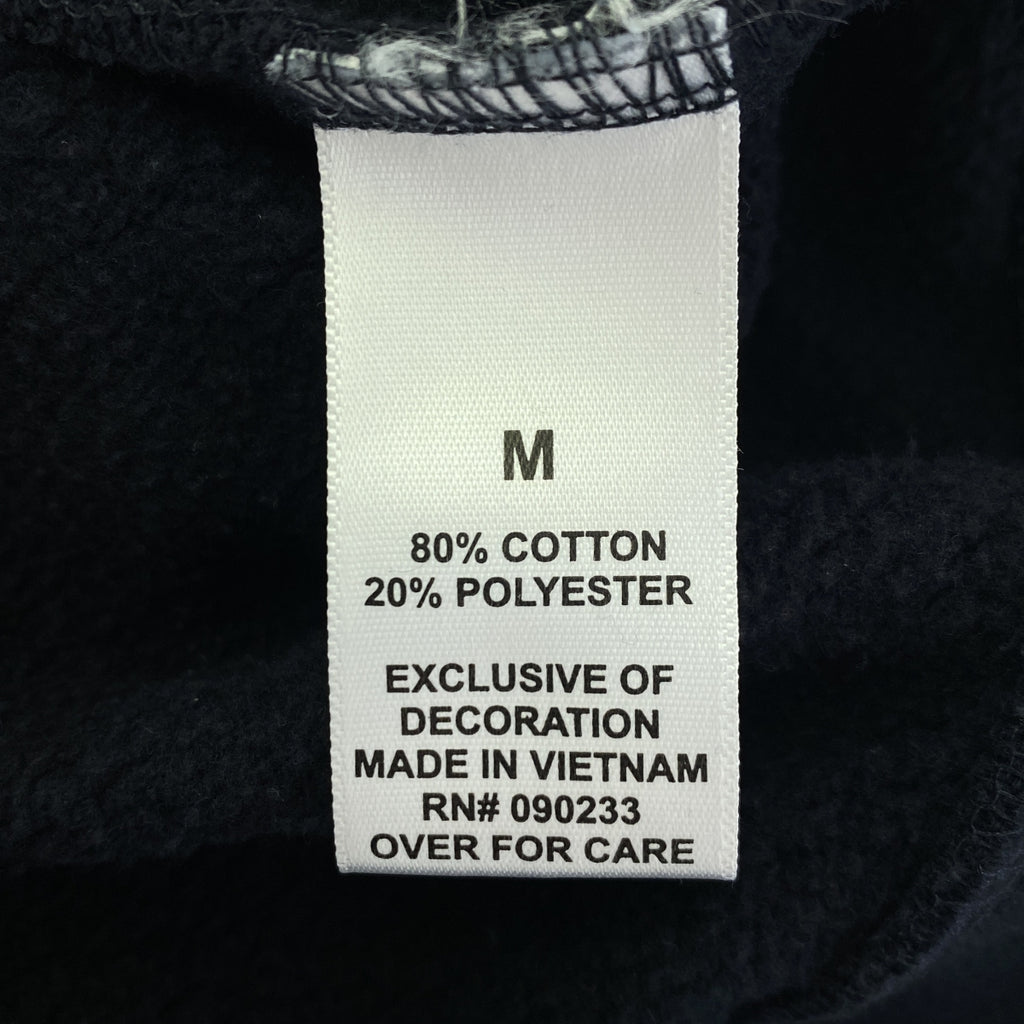 M
80% COTTON
20% POLYESTER
EXCLUSIVE OF
DECORATION
MADE IN VIETNAM
RN# 090233
OVER FOR CARE